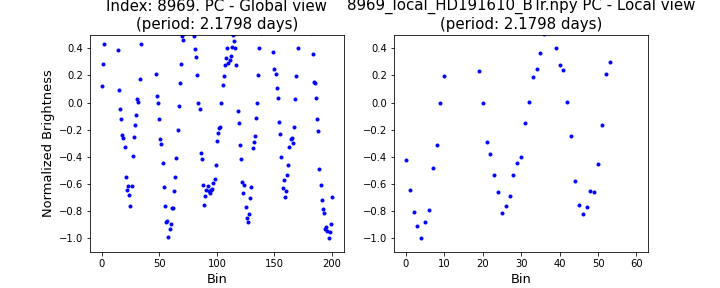 Index: 8969. PC - Global view
(period: 2.1798 days)
8969_local_HD191610_BTr.npy PC - Local view
(period: 2.1798 days)
Normalized Brightness
0.4
0.2
0.0
−0.2
−0.4
−0.6
−0.8
−1.0
0 50 100 150 200
Bin
0.4
0.2
0.0
−0.2
−0.4
−0.6
−0.8
−1.0
0 10 20 30 40 50 60
Bin